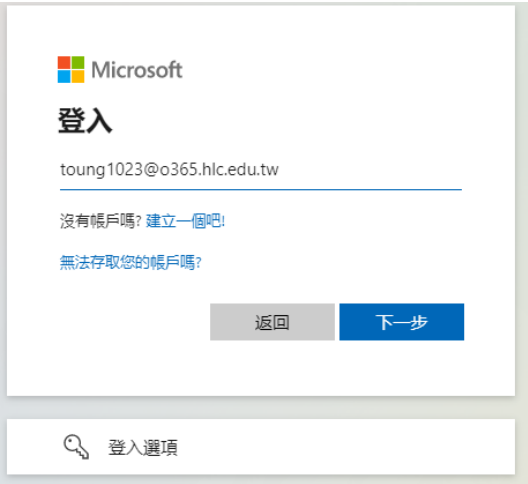 Microsoft
登入
toung1023@o365.hlc.edu.tw
沒有帳戶嗎? 建立一個吧!
無法存取您的帳戶嗎?
返回 下一步
登入選項